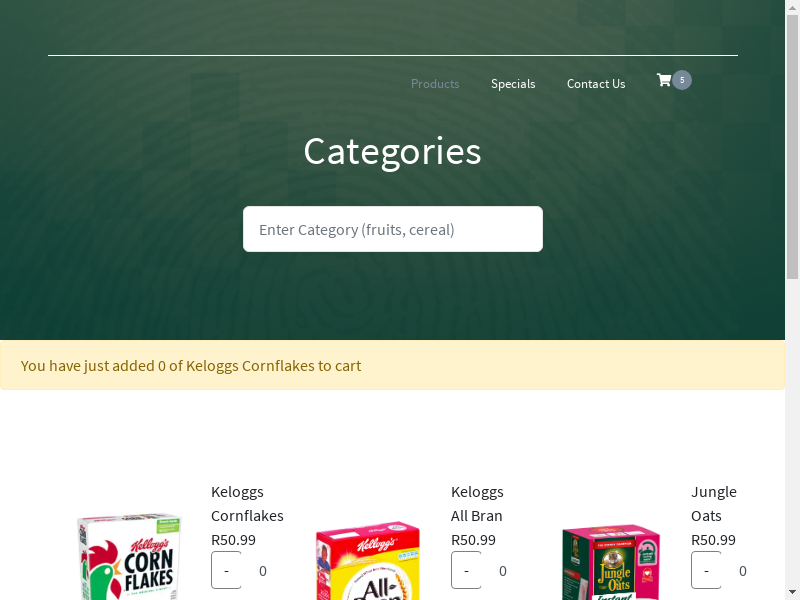 Products Specials Contact Us 5
Categories
Enter Category (fruits, cereal)
You have just added 0 of Keloggs Cornflakes to cart
Keloggs
Cornflakes
R50.99
- 0
Kellogg's
CORN
FLAKES
Keloggs
All Bran
R50.99
- 0
Kellogg's
All-
Jungle
Oats
R50.99
- 0
Jungle
Oats
Instant